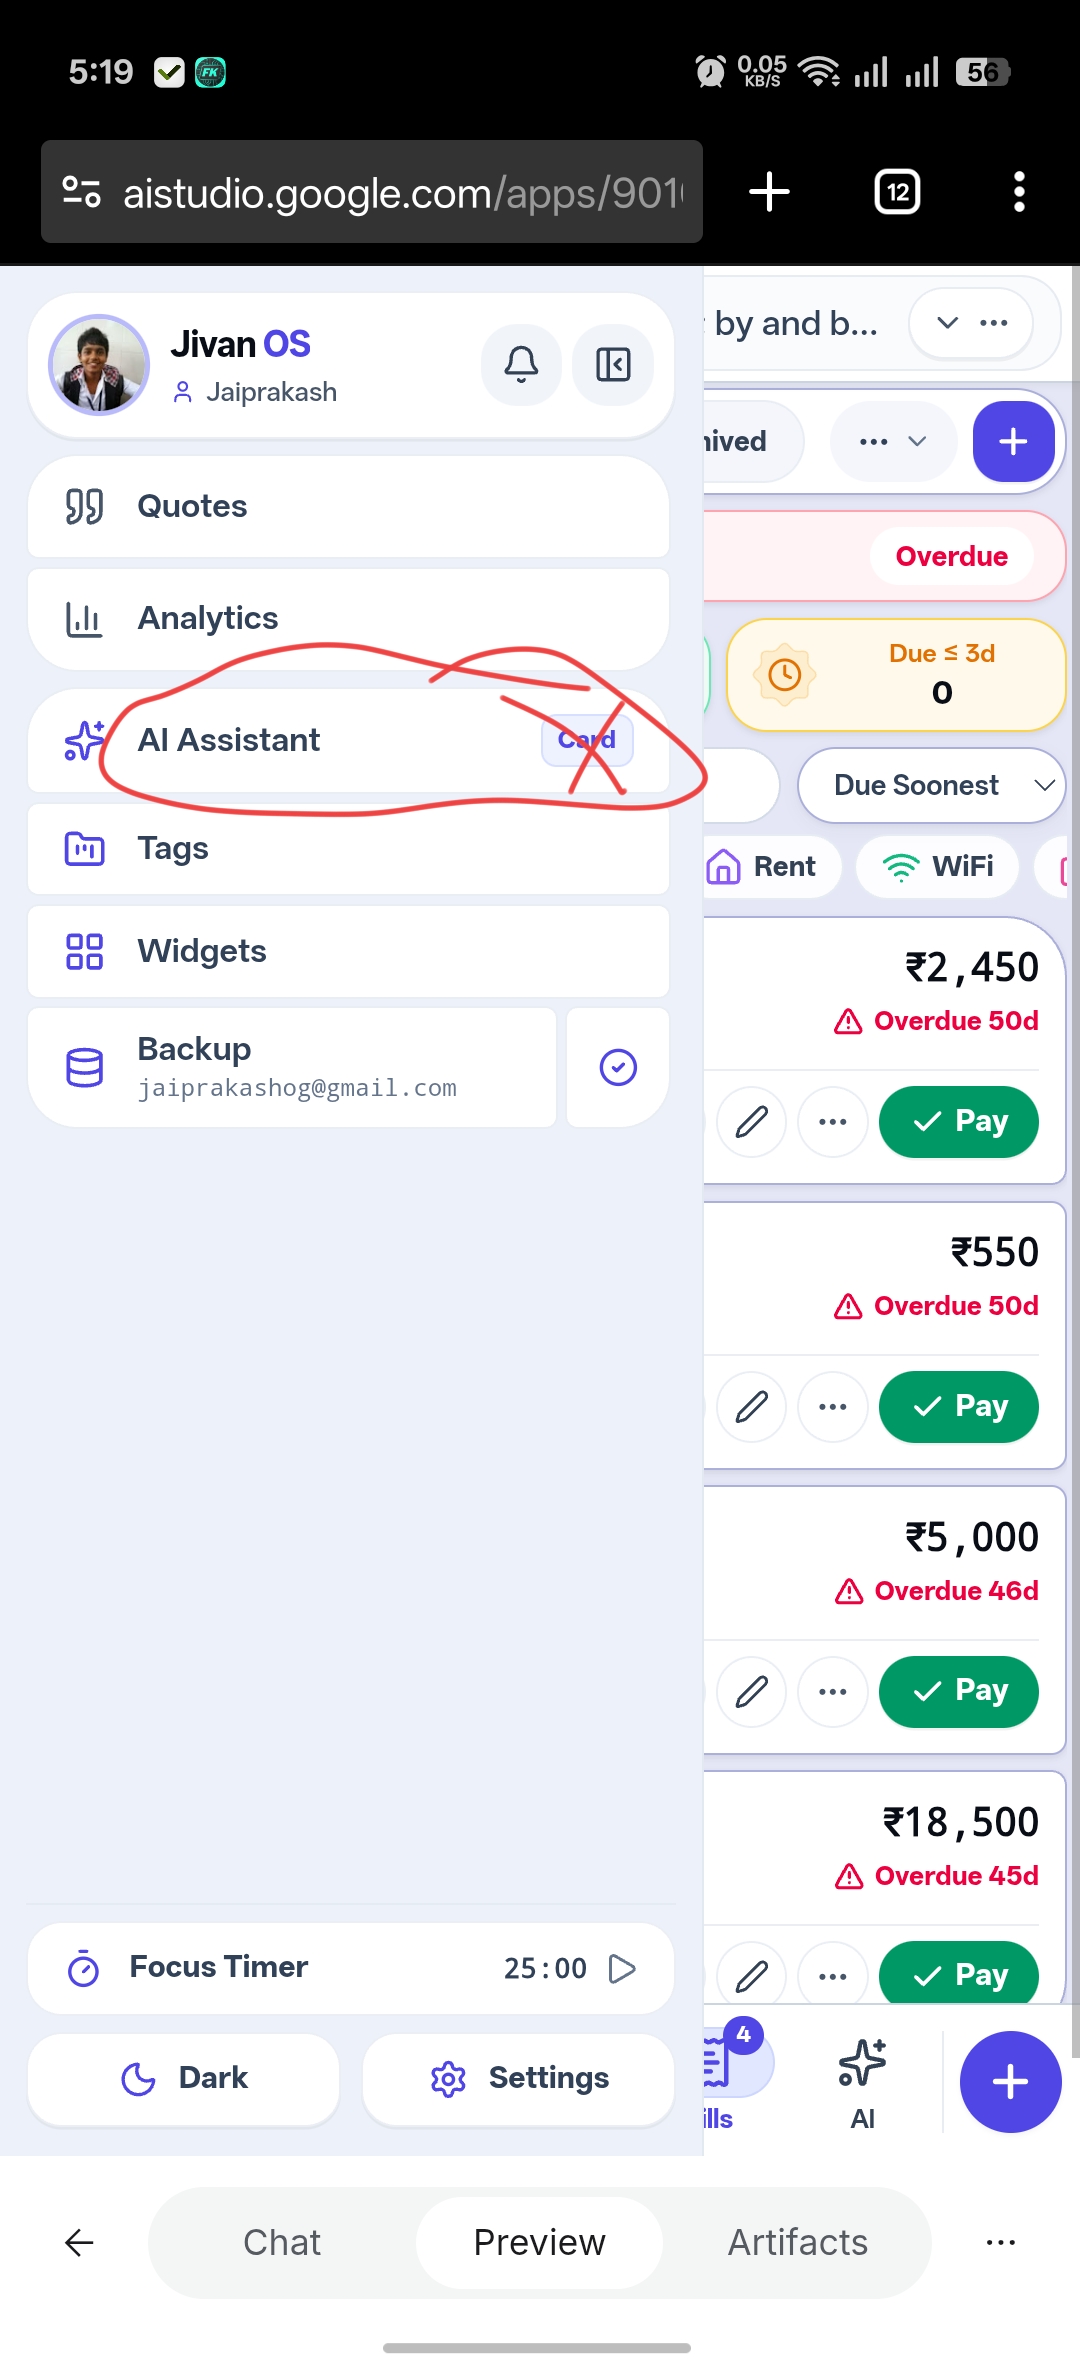 5:19
FK
0.05
KB/S
56
aistudio.google.com/apps/901
12
Jivan OS
Jaiprakash
by and b...
hived
Quotes
Overdue
Analytics
Due ≤ 3d
0
AI Assistant
Card
Due Soonest
Tags
Rent
WiFi
Widgets
₹2,450
Overdue 50d
Backup
jaiprakashog@gmail.com
Pay
₹550
Overdue 50d
Pay
₹5,000
Overdue 46d
Pay
₹18,500
Overdue 45d
Focus Timer
25:00
Pay
4
Dark
Settings
ills
AI
Chat
Preview
Artifacts